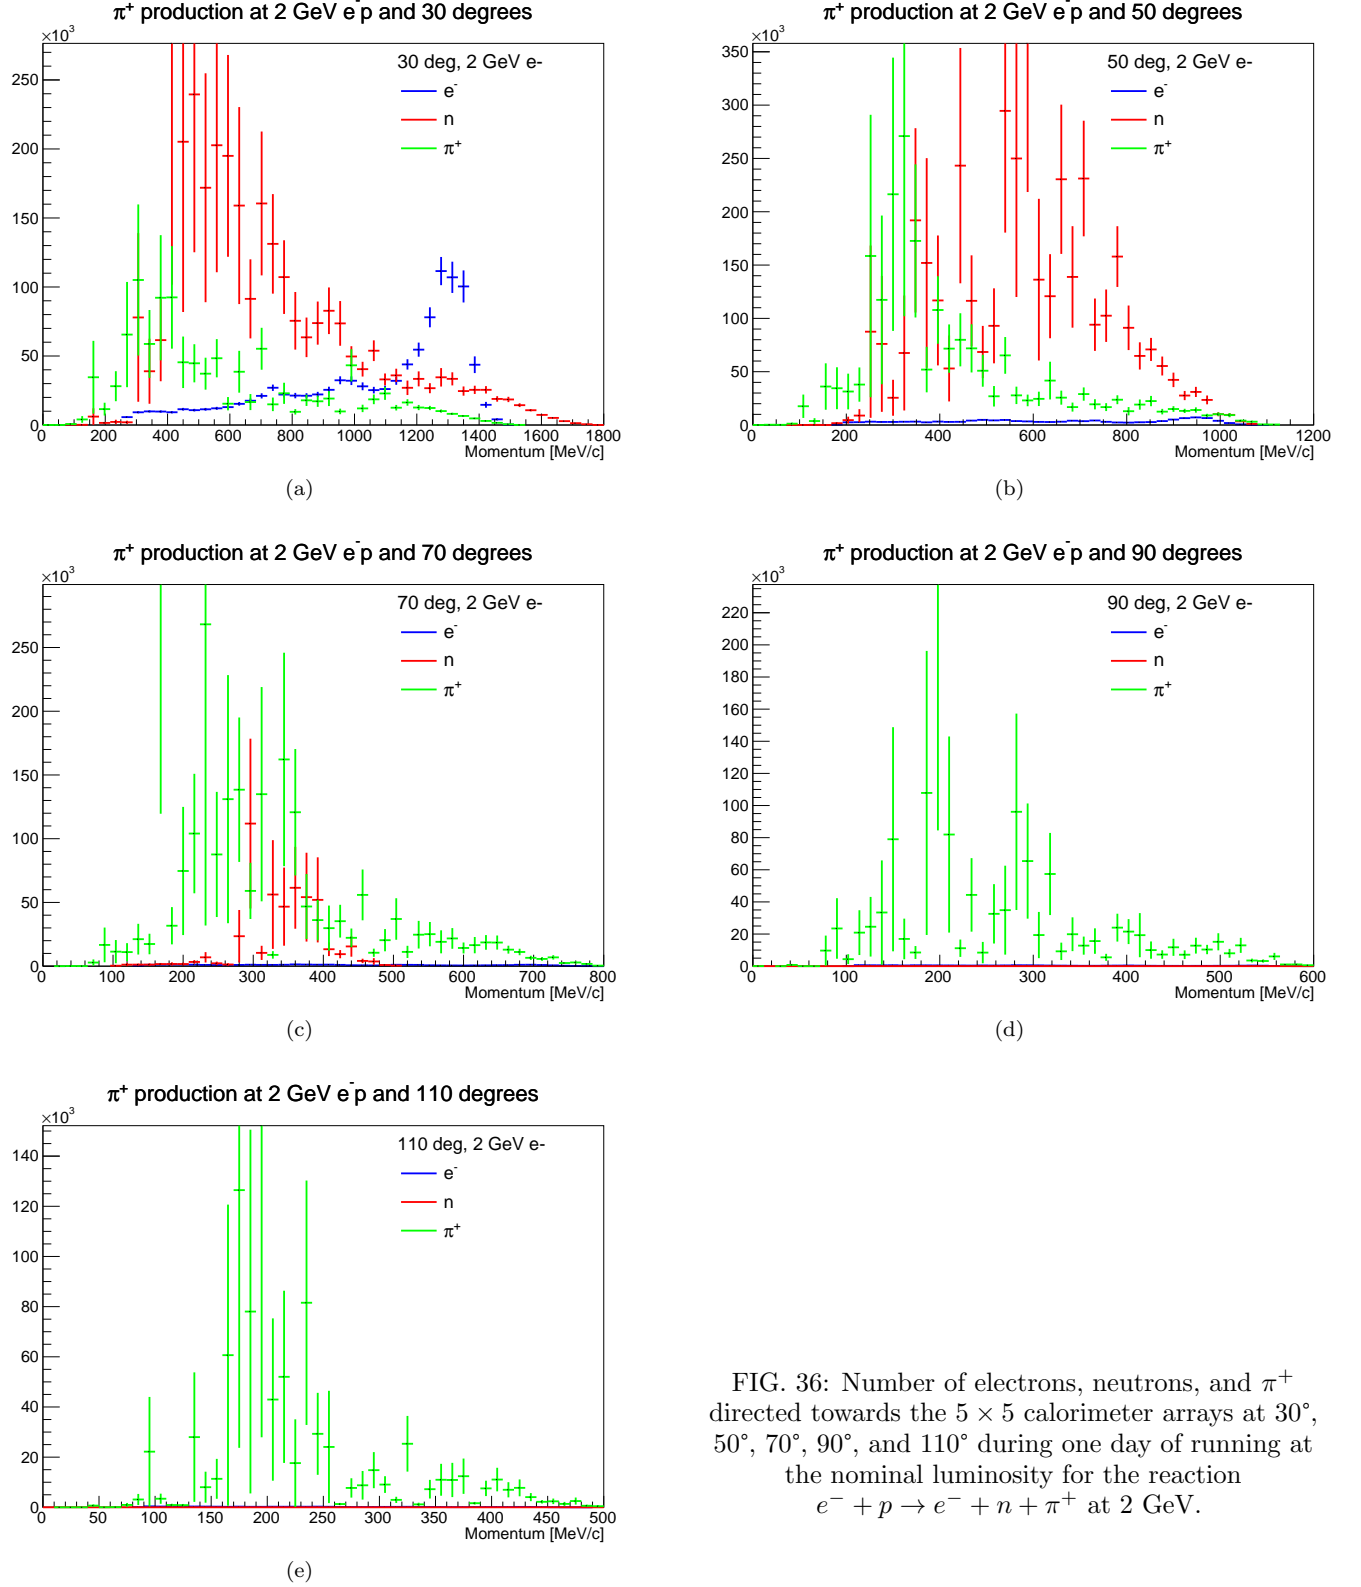 π+ production at 2 GeV e-p and 30 degrees
×10³
30 deg, 2 GeV e-
e-
n
π+
250
200
150
100
50
0
0 200 400 600 800 1000 1200 1400 1600 1800
Momentum [MeV/c]
(a)
π+ production at 2 GeV e-p and 50 degrees
×10³
50 deg, 2 GeV e-
e-
n
π+
350
300
250
200
150
100
50
0
0 200 400 600 800 1000 1200
Momentum [MeV/c]
(b)
π+ production at 2 GeV e-p and 70 degrees
×10³
70 deg, 2 GeV e-
e-
n
π+
250
200
150
100
50
0
100 200 300 400 500 600 700 800
Momentum [MeV/c]
(c)
π+ production at 2 GeV e-p and 90 degrees
×10³
90 deg, 2 GeV e-
e-
n
π+
220
200
180
160
140
120
100
80
60
40
20
0
0 100 200 300 400 500 600
Momentum [MeV/c]
(d)
π+ production at 2 GeV e-p and 110 degrees
×10³
110 deg, 2 GeV e-
e-
n
π+
140
120
100
80
60
40
20
0
0 50 100 150 200 250 300 350 400 450 500
Momentum [MeV/c]
(e)
FIG. 36: Number of electrons, neutrons, and π+
directed towards the 5 × 5 calorimeter arrays at 30°,
50°, 70°, 90°, and 110° during one day of running at
the nominal luminosity for the reaction
e− + p → e− + n + π+ at 2 GeV.